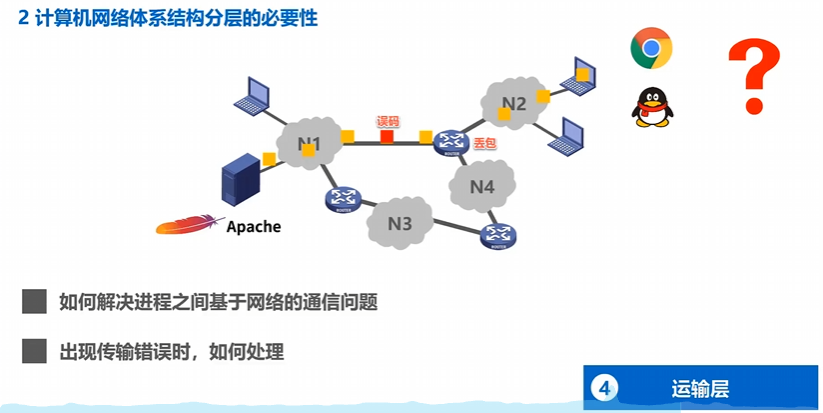 2 计算机网络体系结构分层的必要性
N1
误码
丢包
N2
N4
N3
ROUTER
ROUTER
ROUTER
Apache
?
如何解决进程之间基于网络的通信问题
出现传输错误时，如何处理
4 运输层